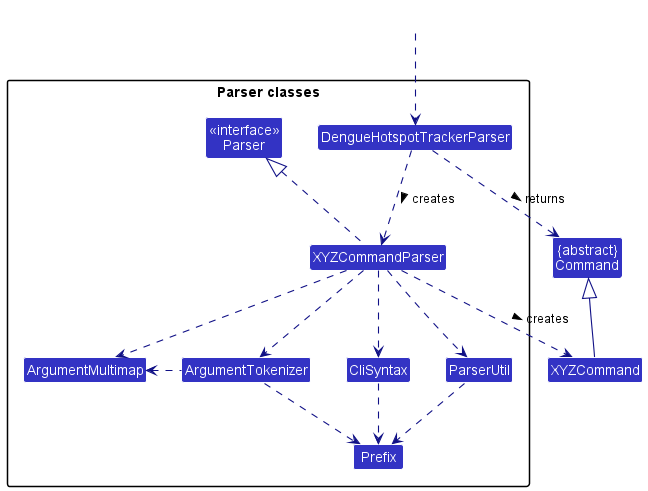 Parser classes
«interface»
Parser
DengueHotspotTrackerParser
creates
returns
XYZCommandParser
{abstract}
Command
creates
ArgumentMultimap
ArgumentTokenizer
CliSyntax
ParserUtil
XYZCommand
Prefix